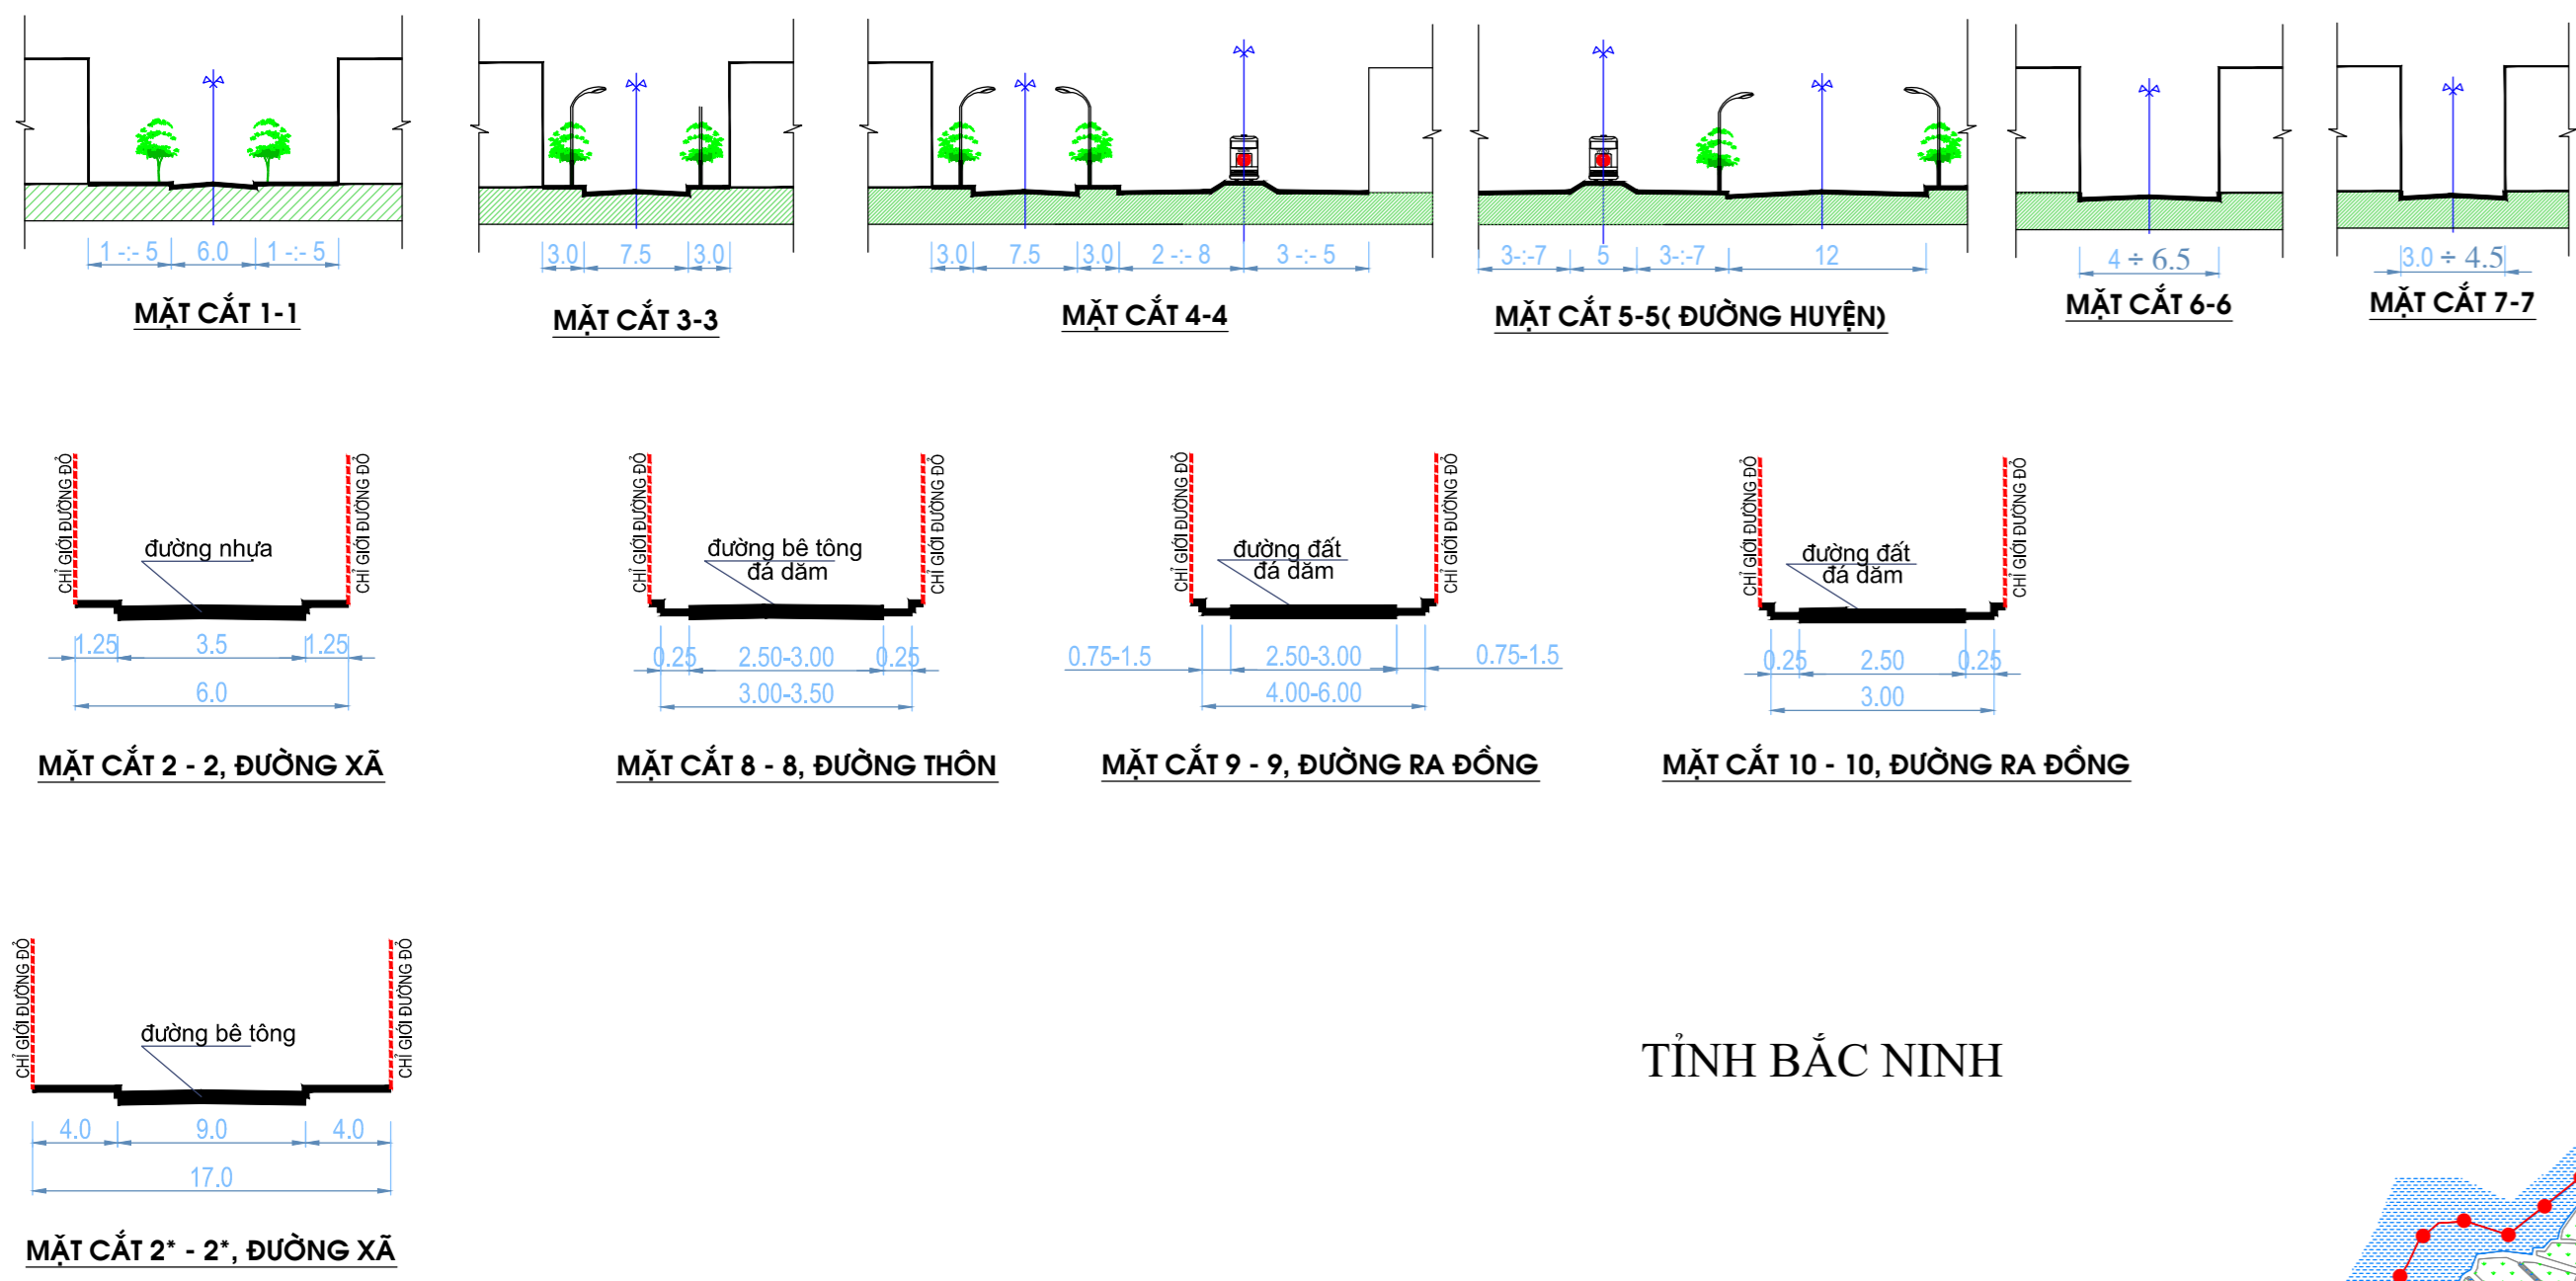 1 -:- 5 6.0 1 -:- 5
MẶT CẮT 1-1
3.0 7.5 3.0
MẶT CẮT 3-3
3.0 7.5 3.0 2 -:- 8 3 -:- 5
MẶT CẮT 4-4
3-:-7 5 3-:-7 12
MẶT CẮT 5-5( ĐƯỜNG HUYỆN)
4 ÷ 6.5
MẶT CẮT 6-6
3.0 ÷ 4.5
MẶT CẮT 7-7
CHỈ GIỚI ĐƯỜNG ĐỎ
đường nhựa
CHỈ GIỚI ĐƯỜNG ĐỎ
1.25 3.5 1.25
6.0
MẶT CẮT 2 - 2, ĐƯỜNG XÃ
CHỈ GIỚI ĐƯỜNG ĐỎ
đường bê tông
đá dăm
CHỈ GIỚI ĐƯỜNG ĐỎ
0.25 2.50-3.00 0.25
3.00-3.50
MẶT CẮT 8 - 8, ĐƯỜNG THÔN
CHỈ GIỚI ĐƯỜNG ĐỎ
đường đất
đá dăm
CHỈ GIỚI ĐƯỜNG ĐỎ
0.75-1.5 2.50-3.00 0.75-1.5
4.00-6.00
MẶT CẮT 9 - 9, ĐƯỜNG RA ĐỒNG
CHỈ GIỚI ĐƯỜNG ĐỎ
đường đất
đá dăm
CHỈ GIỚI ĐƯỜNG ĐỎ
0.25 2.50 0.25
3.00
MẶT CẮT 10 - 10, ĐƯỜNG RA ĐỒNG
CHỈ GIỚI ĐƯỜNG ĐỎ
đường bê tông
CHỈ GIỚI ĐƯỜNG ĐỎ
4.0 9.0 4.0
17.0
MẶT CẮT 2* - 2*, ĐƯỜNG XÃ
TỈNH BẮC NINH